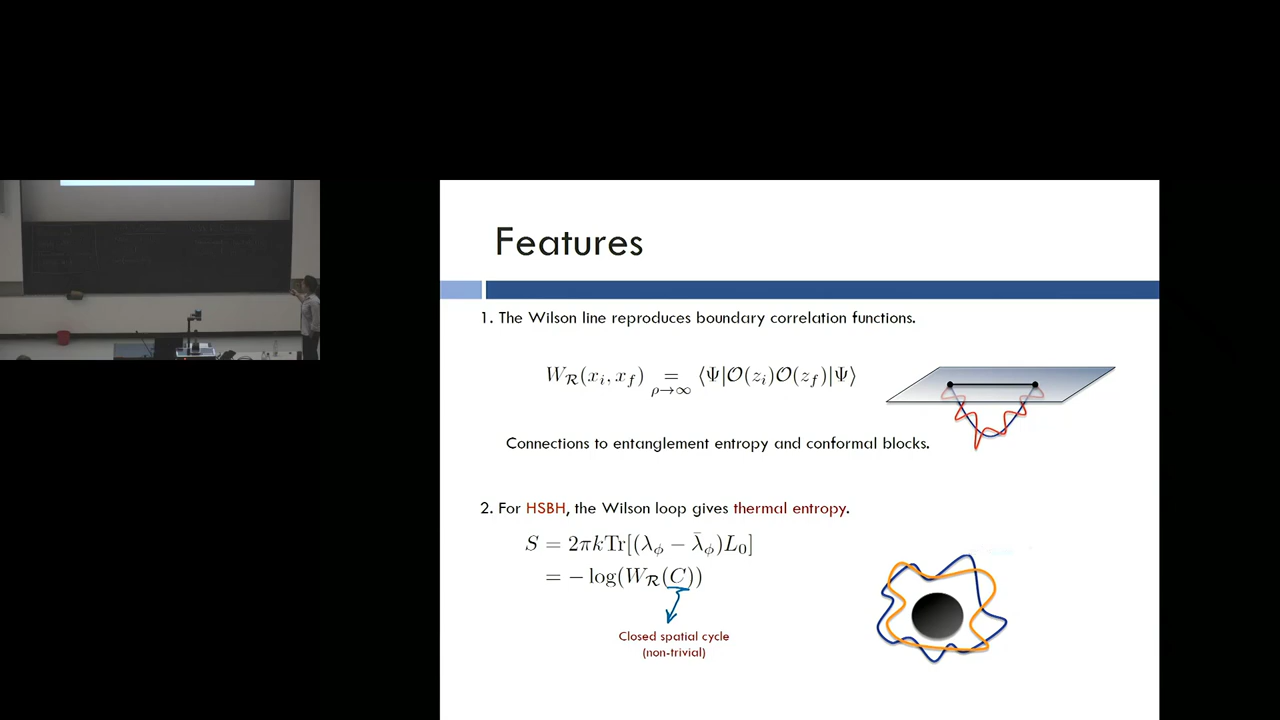 Features
1. The Wilson line reproduces boundary correlation functions.
W_ℛ(x_i, x_f) =_{ρ→∞} ⟨Ψ|𝒪(z_i)𝒪(z_f)|Ψ⟩
Connections to entanglement entropy and conformal blocks.
2. For HSBH, the Wilson loop gives thermal entropy.
S = 2πkTr[(λ_φ − λ̄_φ)L_0]
= − log(W_ℛ(C))
Closed spatial cycle
(non-trivial)